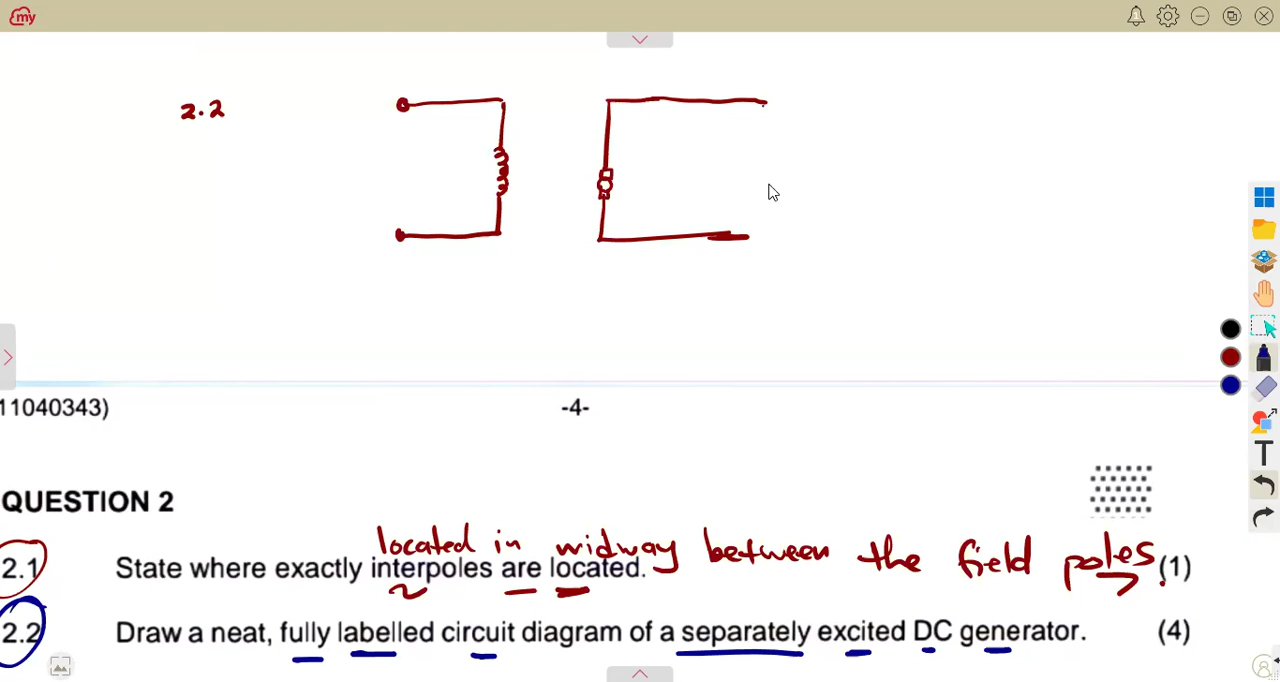 my
2.2
11040343)
-4-
QUESTION 2
located in midway between the field poles.
2.1 State where exactly interpoles are located. (1)
2.2 Draw a neat, fully labelled circuit diagram of a separately excited DC generator. (4)
T